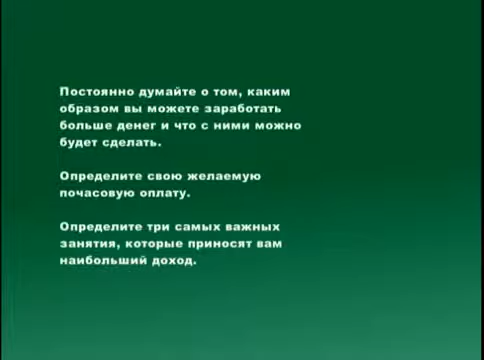 Постоянно думайте о том, каким
образом вы можете заработать
больше денег и что с ними можно
будет сделать.
Определите свою желаемую
почасовую оплату.
Определите три самых важных
занятия, которые приносят вам
наибольший доход.